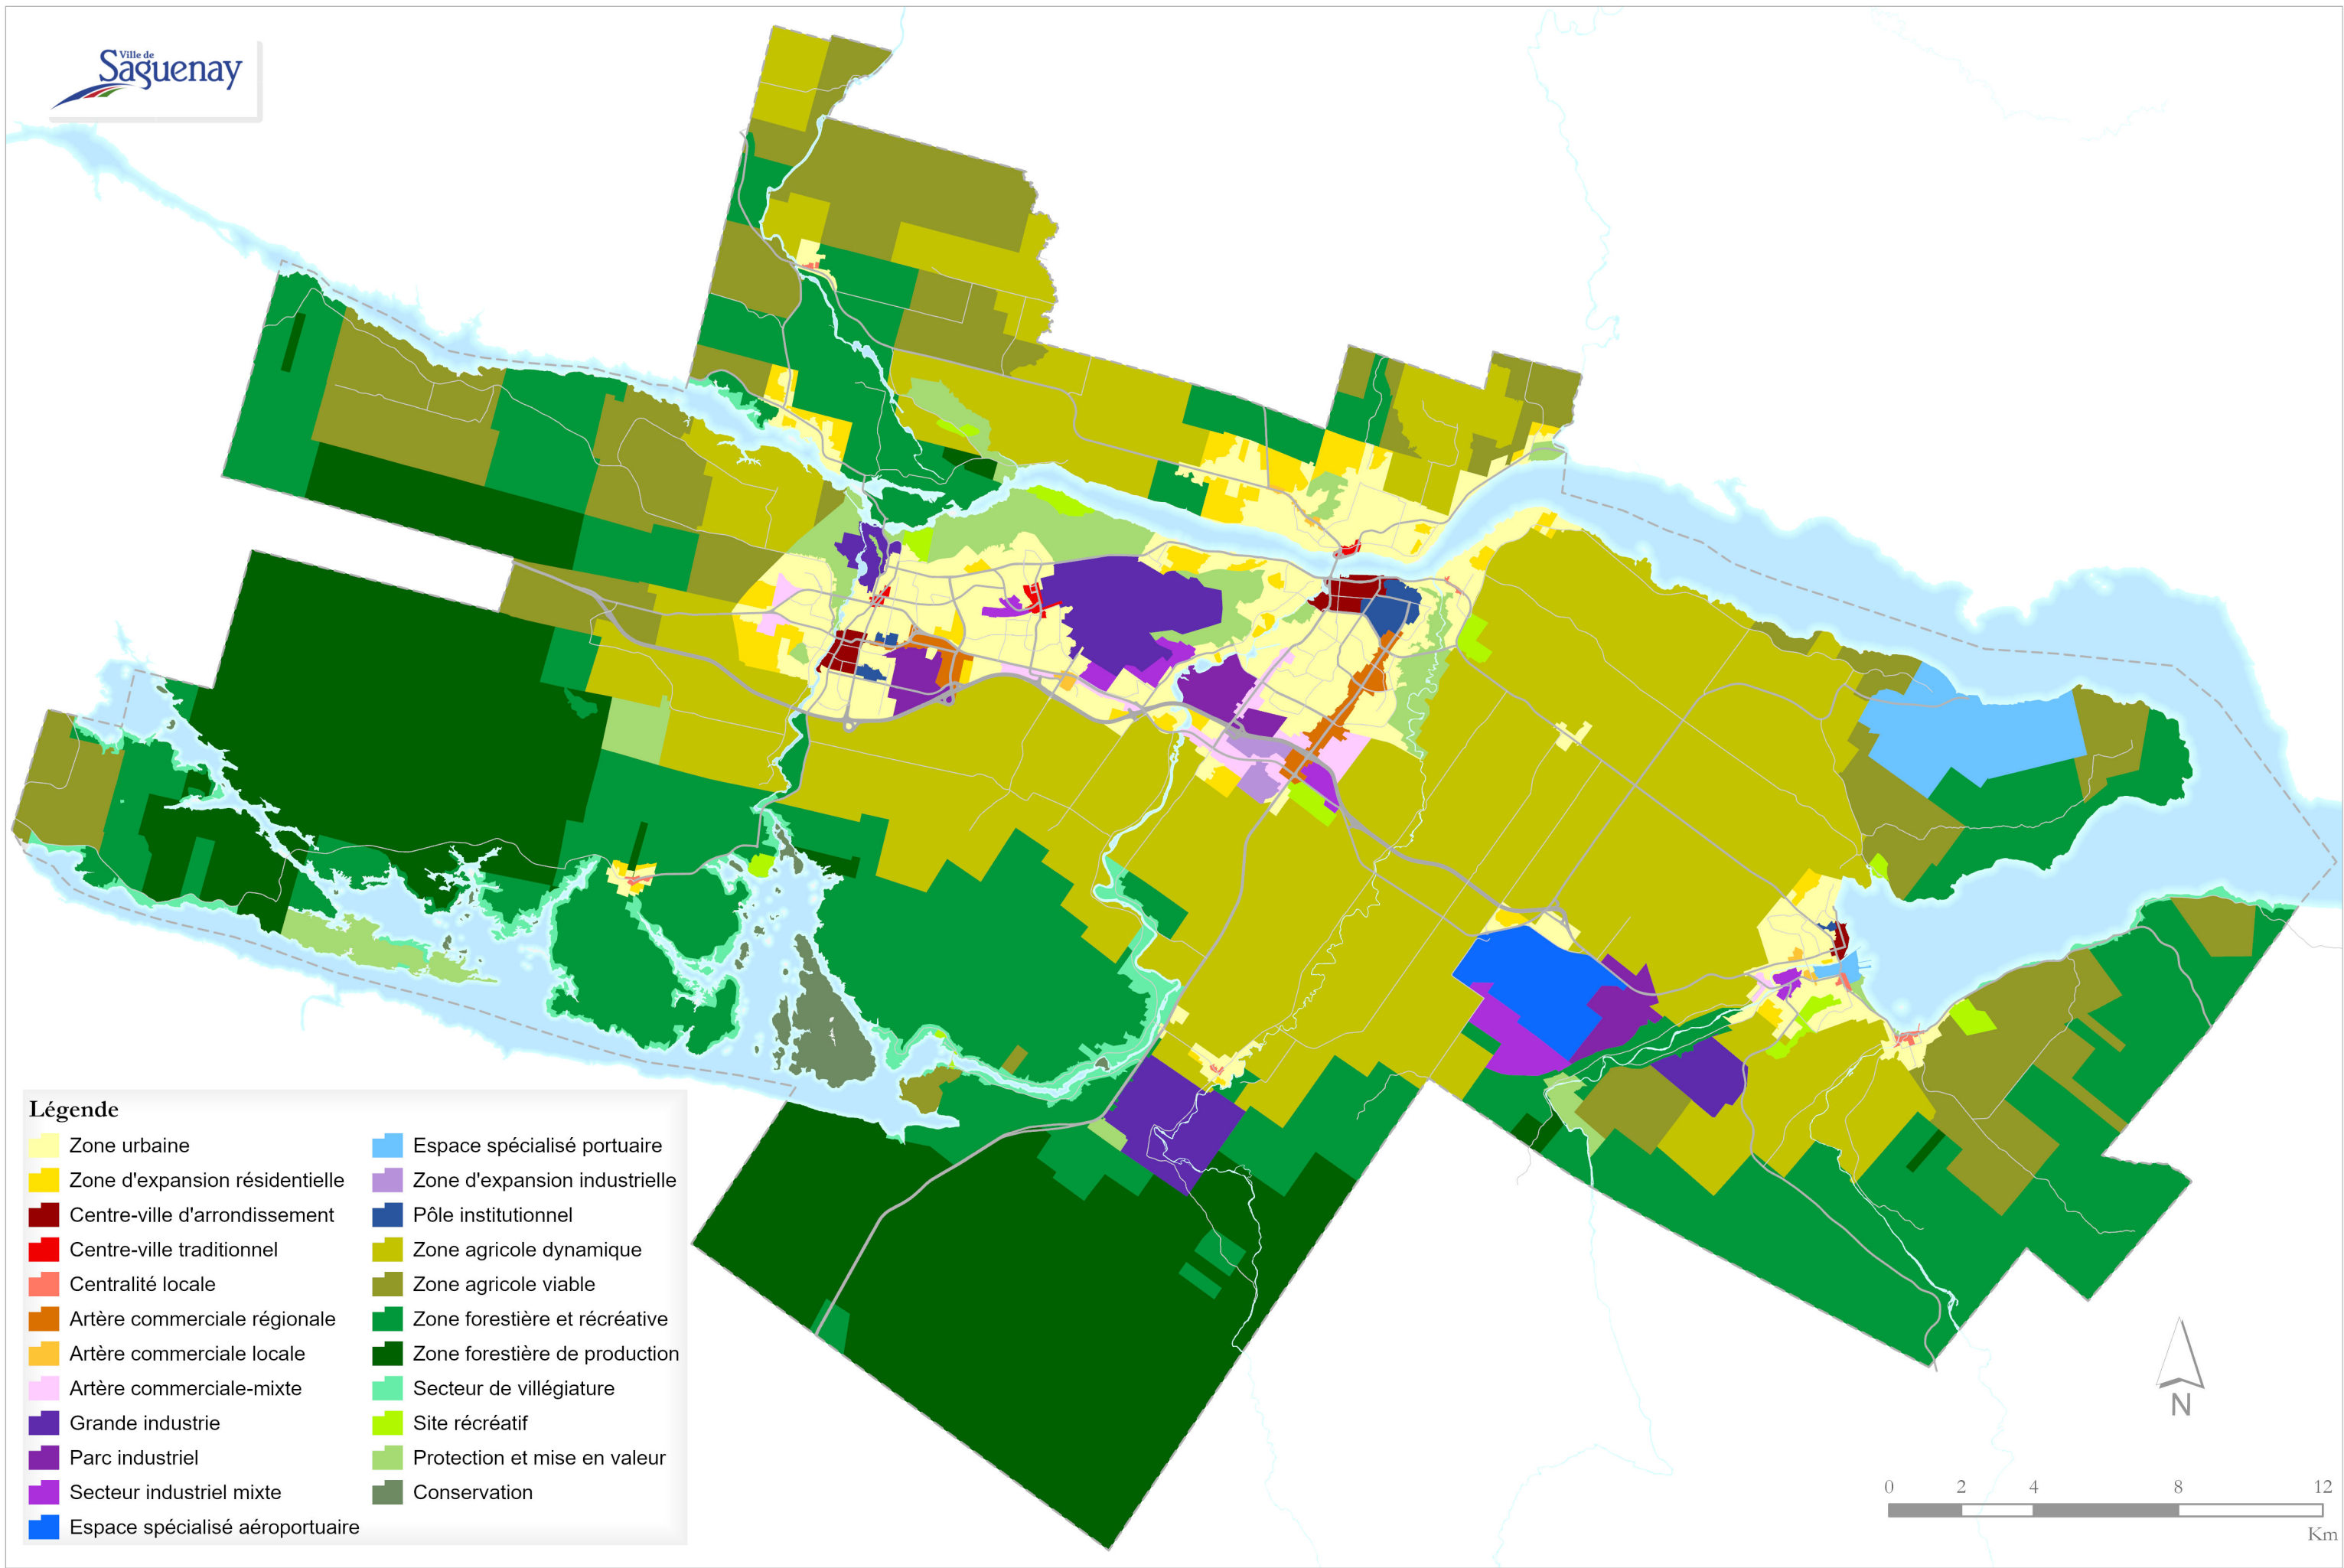 Ville de
Saguenay
Légende
Zone urbaine
Zone d'expansion résidentielle
Centre-ville d'arrondissement
Centre-ville traditionnel
Centralité locale
Artère commerciale régionale
Artère commerciale locale
Artère commerciale-mixte
Grande industrie
Parc industriel
Secteur industriel mixte
Espace spécialisé aéroportuaire
Espace spécialisé portuaire
Zone d'expansion industrielle
Pôle institutionnel
Zone agricole dynamique
Zone agricole viable
Zone forestière et récréative
Zone forestière de production
Secteur de villégiature
Site récréatif
Protection et mise en valeur
Conservation
N
0 2 4 8 12
Km